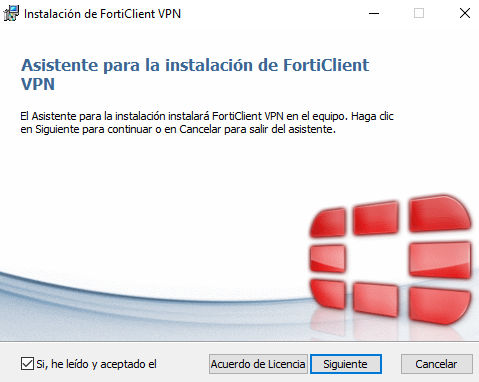 Instalación de FortiClient VPN
Asistente para la instalación de FortiClient
VPN
El Asistente para la instalación instalará FortiClient VPN en el equipo. Haga clic
en Siguiente para continuar o en Cancelar para salir del asistente.
Si, he leído y aceptado el
Acuerdo de Licencia
Siguiente
Cancelar